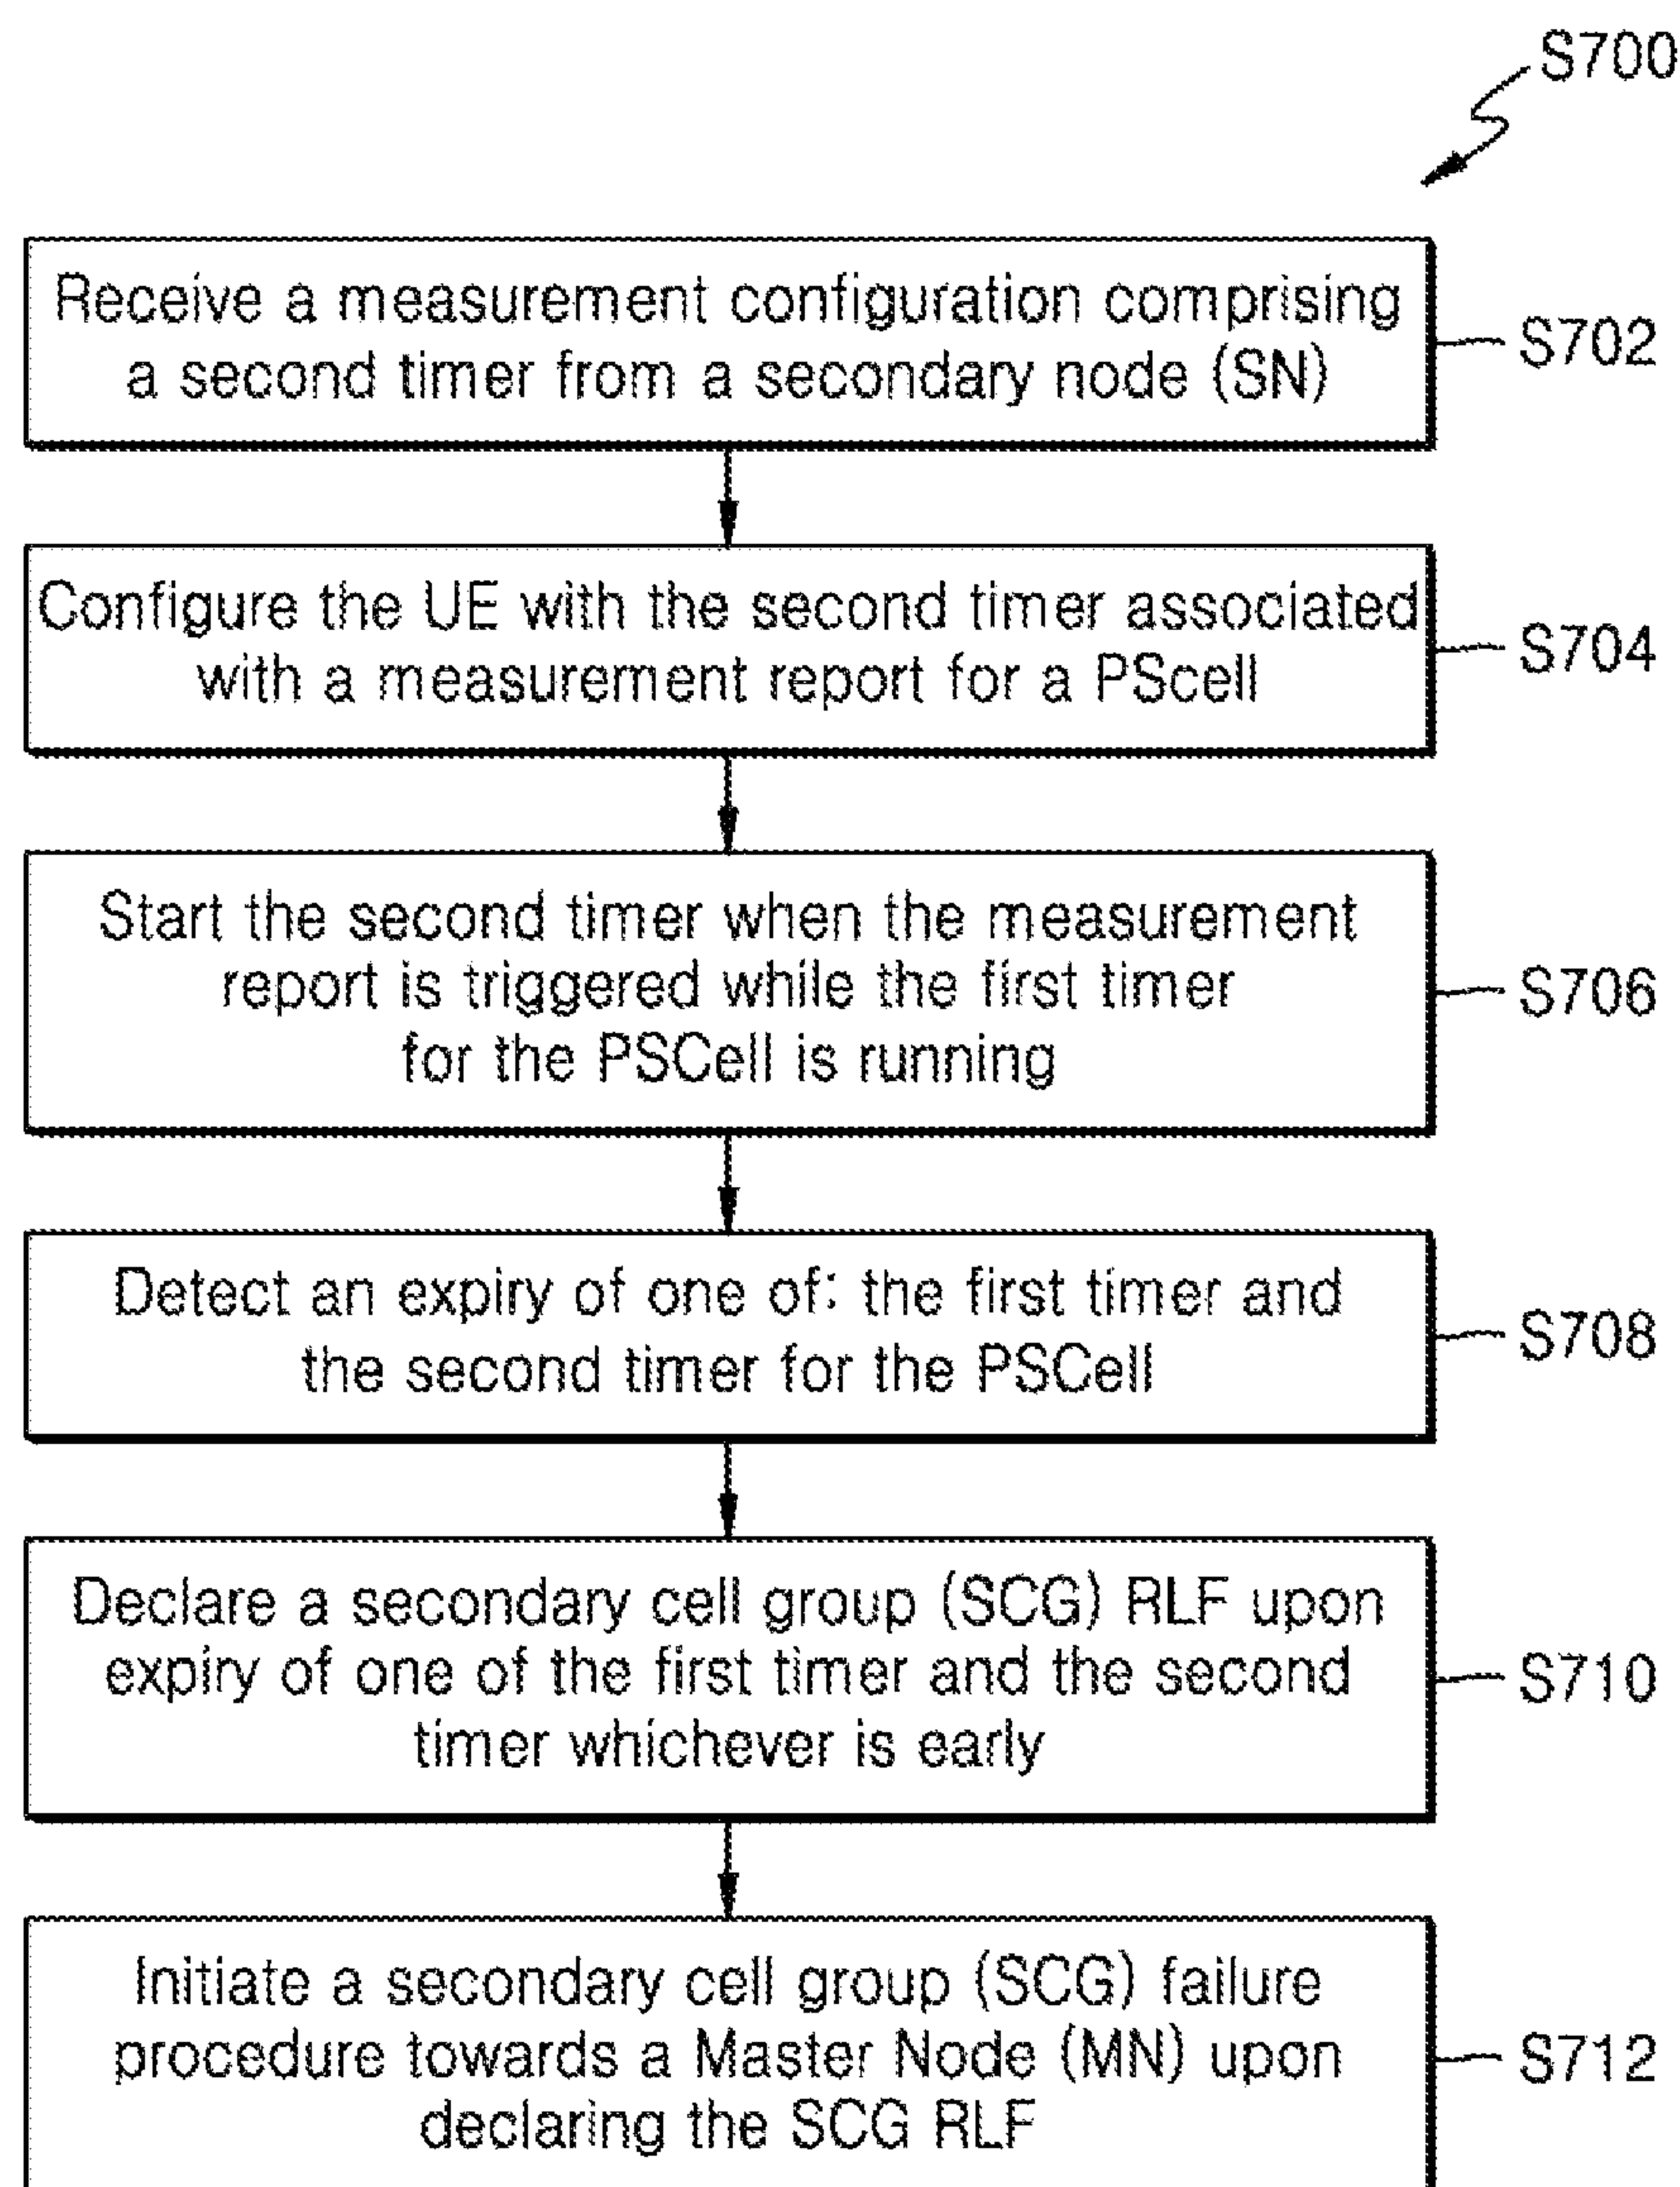 S700
Receive a measurement configuration comprising
a second timer from a secondary node (SN)
S702
Configure the UE with the second timer associated
with a measurement report for a PScell
S704
Start the second timer when the measurement
report is triggered while the first timer
for the PSCell is running
S706
Detect an expiry of one of: the first timer and
the second timer for the PSCell
S708
Declare a secondary cell group (SCG) RLF upon
expiry of one of the first timer and the second
timer whichever is early
S710
Initiate a secondary cell group (SCG) failure
procedure towards a Master Node (MN) upon
declaring the SCG RLF
S712